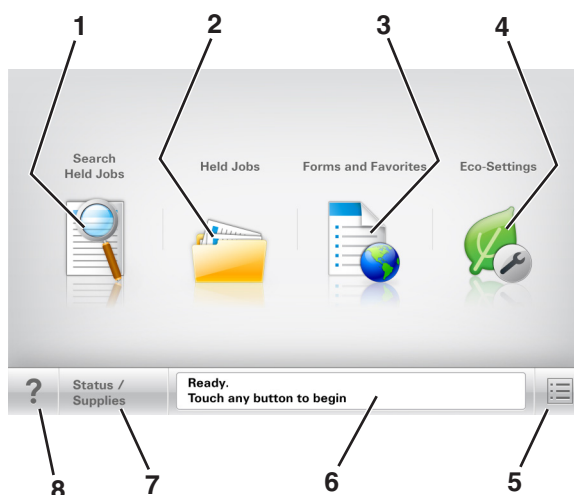 1 2 3 4
Search
Held Jobs
Held Jobs
Forms and Favorites
Eco-Settings
?
Status /
Supplies
Ready.
Touch any button to begin
8 7 6 5